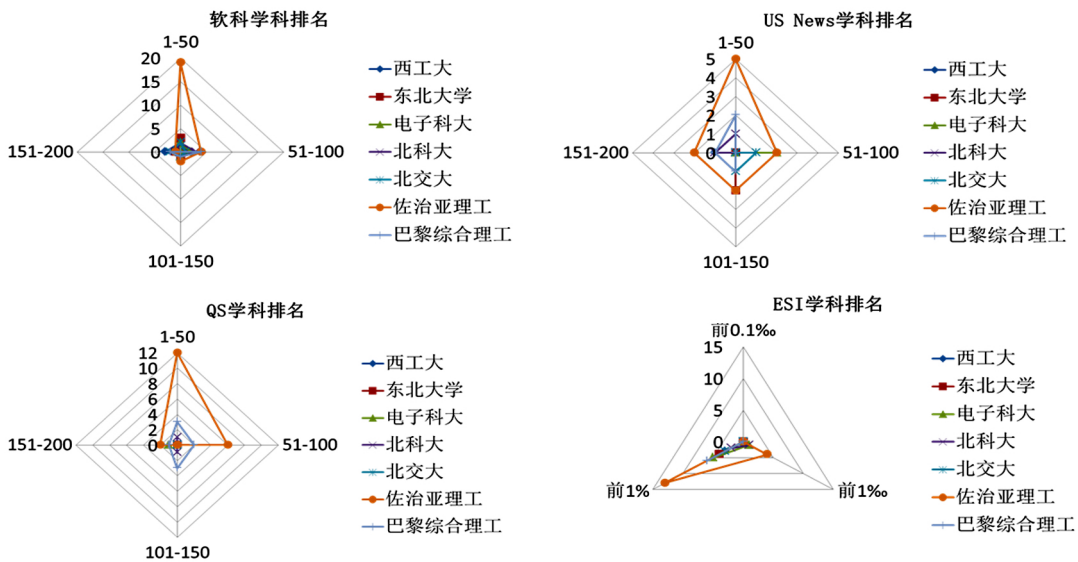 软科学科排名
1-50
20
15
10
5
0
151-200
51-100
101-150
西工大
东北大学
电子科大
北科大
北交大
佐治亚理工
巴黎综合理工
US News学科排名
1-50
5
4
3
2
1
0
151-200
51-100
101-150
西工大
东北大学
电子科大
北科大
北交大
佐治亚理工
巴黎综合理工
QS学科排名
1-50
12
10
8
6
4
2
0
151-200
51-100
101-150
西工大
东北大学
电子科大
北科大
北交大
佐治亚理工
巴黎综合理工
ESI学科排名
前0.1‰
15
10
5
0
前1%
前1‰
西工大
东北大学
电子科大
北科大
北交大
佐治亚理工
巴黎综合理工